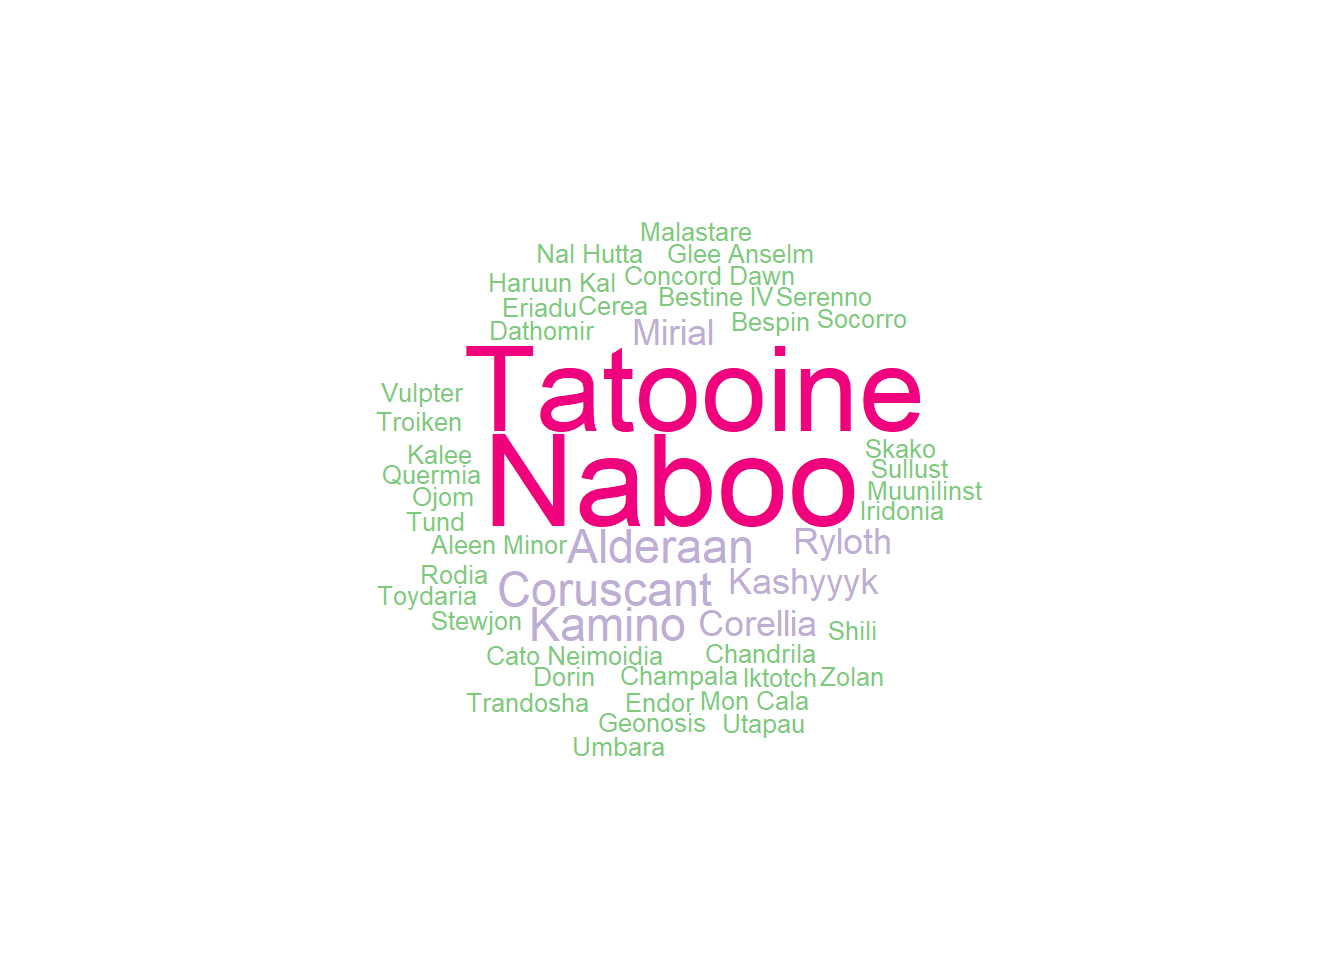 Malastare
Nal Hutta Glee Anselm
Haruun Kal Concord Dawn
Eriadu Cerea Bestine IV Serenno
Dathomir Mirial Bespin Socorro
Tatooine
Vulpter
Troiken
Naboo
Kalee Skako
Quermia Sullust
Ojom Muunilinst
Tund Iridonia
Aleen Minor Alderaan Ryloth
Rodia Coruscant Kashyyyk
Toydaria
Stewjon Kamino Corellia Shili
Cato Neimoidia Chandrila
Dorin Champala Iktotch Zolan
Trandosha Endor Mon Cala
Geonosis Utapau
Umbara